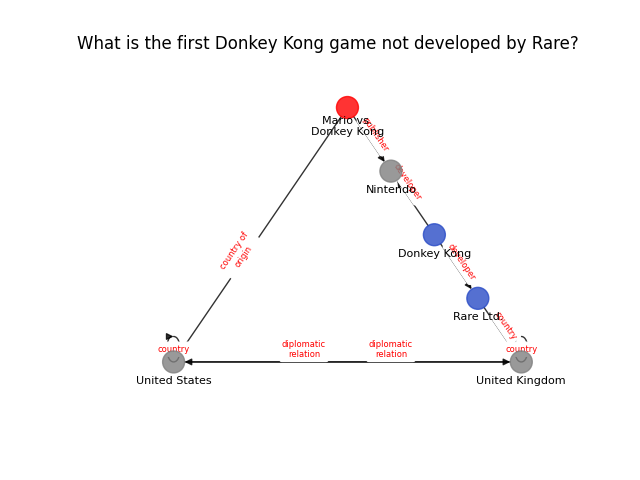 What is the first Donkey Kong game not developed by Rare?
Mario vs.
Donkey Kong
publisher
developer
Nintendo
Donkey Kong
developer
country of
origin
Rare Ltd.
country
country
diplomatic
relation
diplomatic
relation
country
United States
United Kingdom